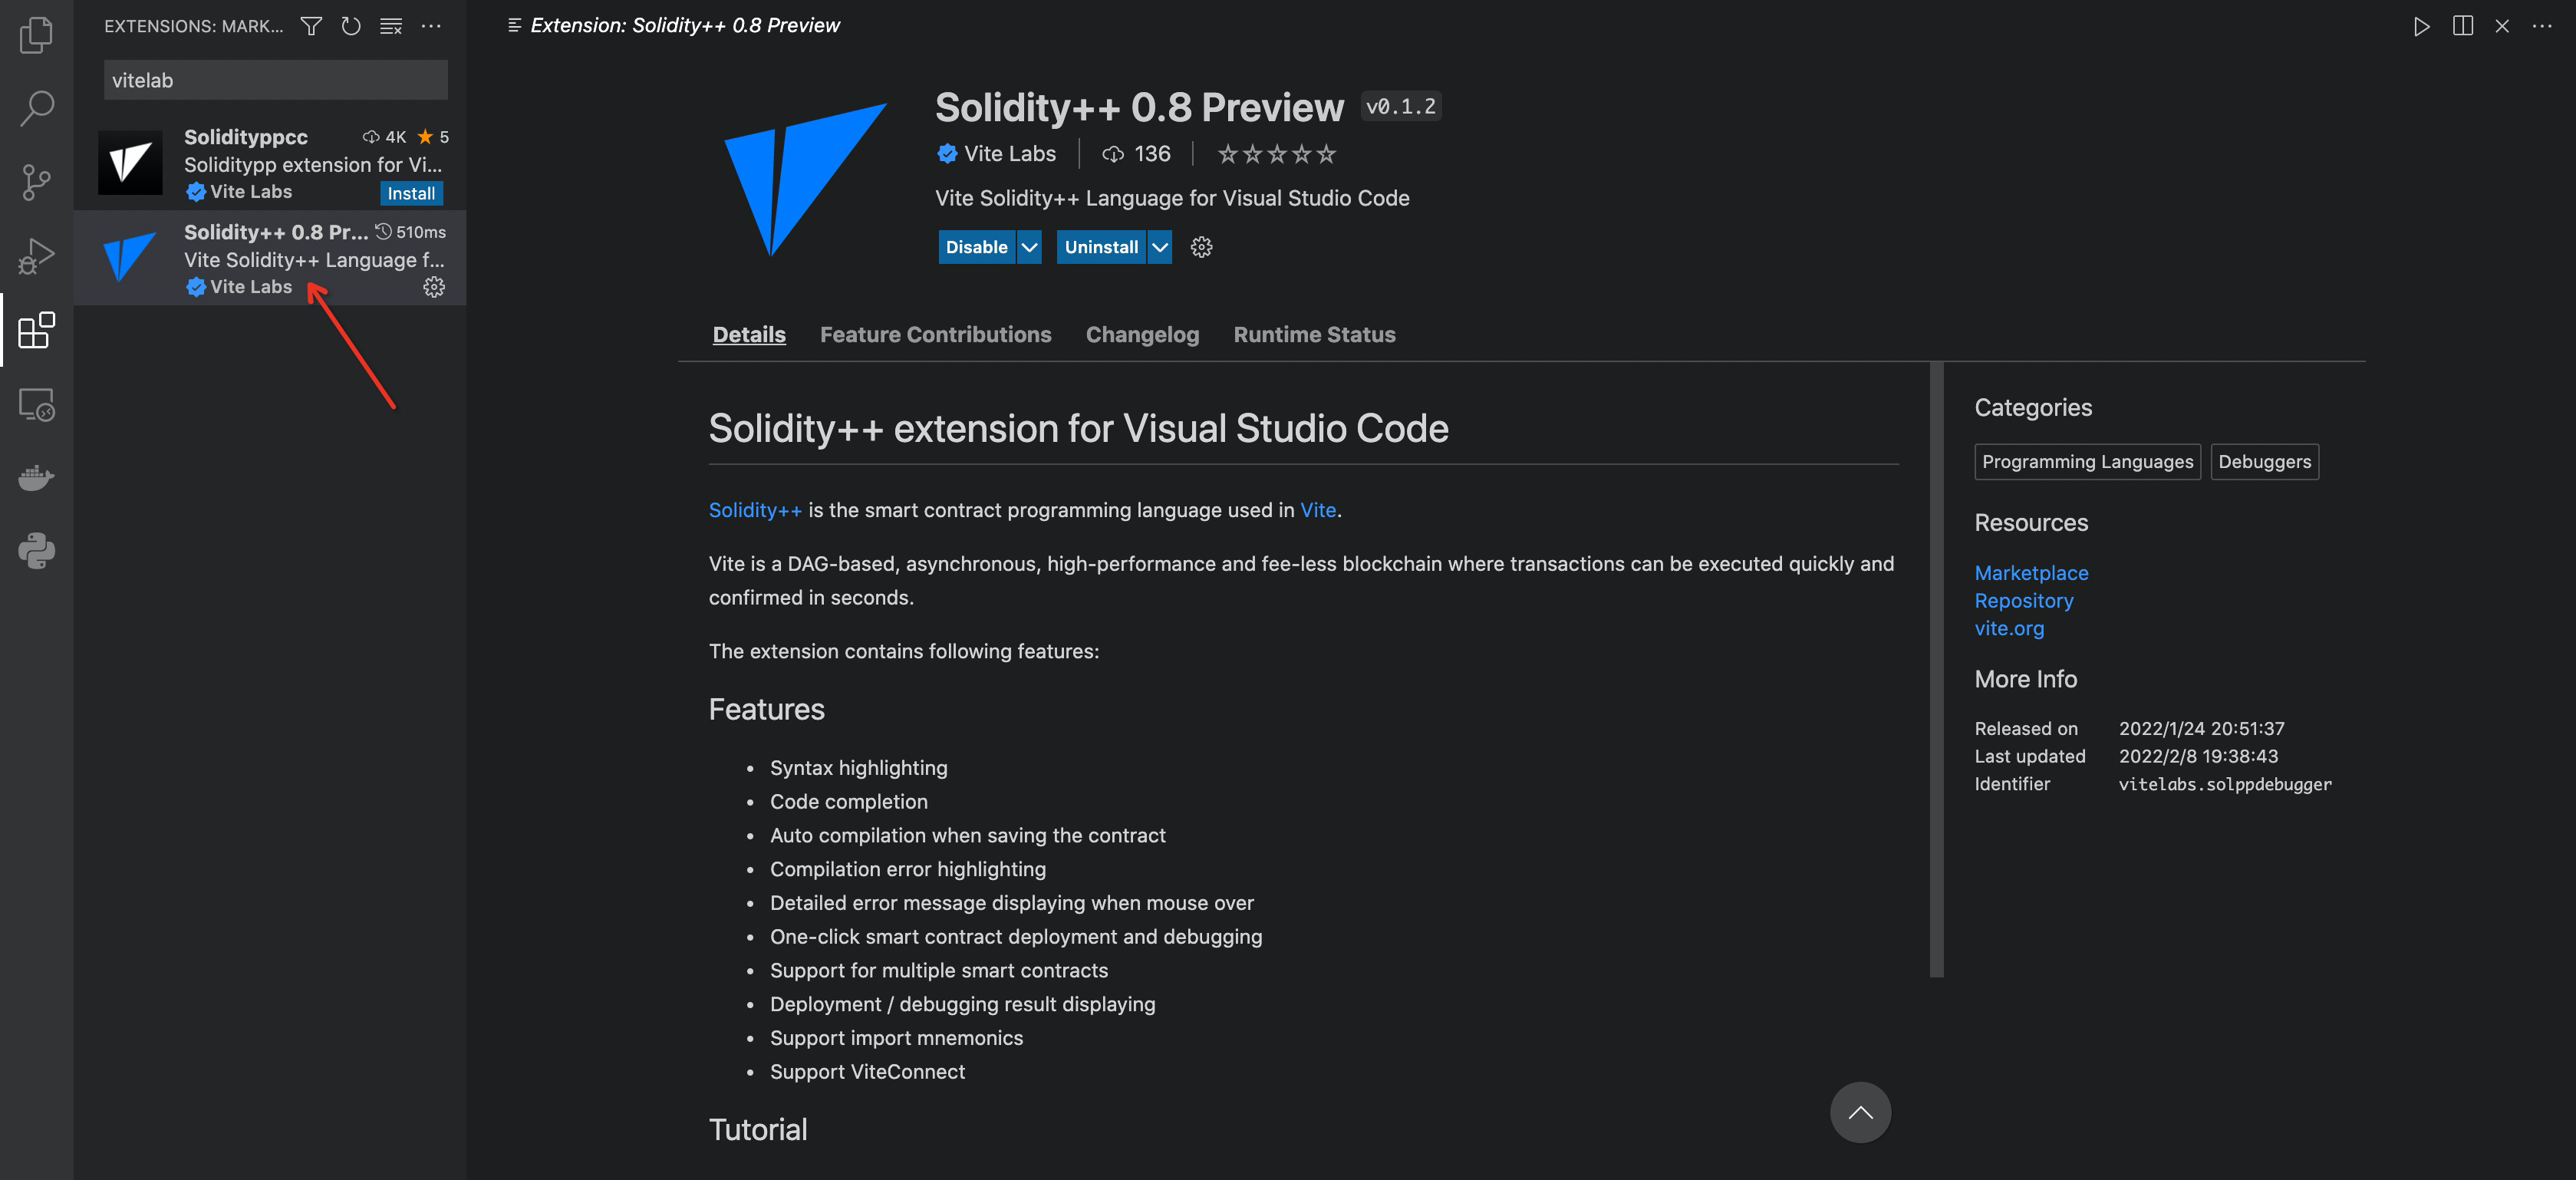 EXTENSIONS: MARK...
vitelab
Solidityppcc 4K 5
Soliditypp extension for Vi...
Vite Labs Install
Solidity++ 0.8 Pr... 510ms
Vite Solidity++ Language f...
Vite Labs
Extension: Solidity++ 0.8 Preview
Solidity++ 0.8 Preview v0.1.2
Vite Labs 136
Vite Solidity++ Language for Visual Studio Code
Disable Uninstall
Details Feature Contributions Changelog Runtime Status
Solidity++ extension for Visual Studio Code
Solidity++ is the smart contract programming language used in Vite.
Vite is a DAG-based, asynchronous, high-performance and fee-less blockchain where transactions can be executed quickly and
confirmed in seconds.
The extension contains following features:
Features
• Syntax highlighting
• Code completion
• Auto compilation when saving the contract
• Compilation error highlighting
• Detailed error message displaying when mouse over
• One-click smart contract deployment and debugging
• Support for multiple smart contracts
• Deployment / debugging result displaying
• Support import mnemonics
• Support ViteConnect
Tutorial
Categories
Programming Languages Debuggers
Resources
Marketplace
Repository
vite.org
More Info
Released on 2022/1/24 20:51:37
Last updated 2022/2/8 19:38:43
Identifier vitelabs.solppdebugger